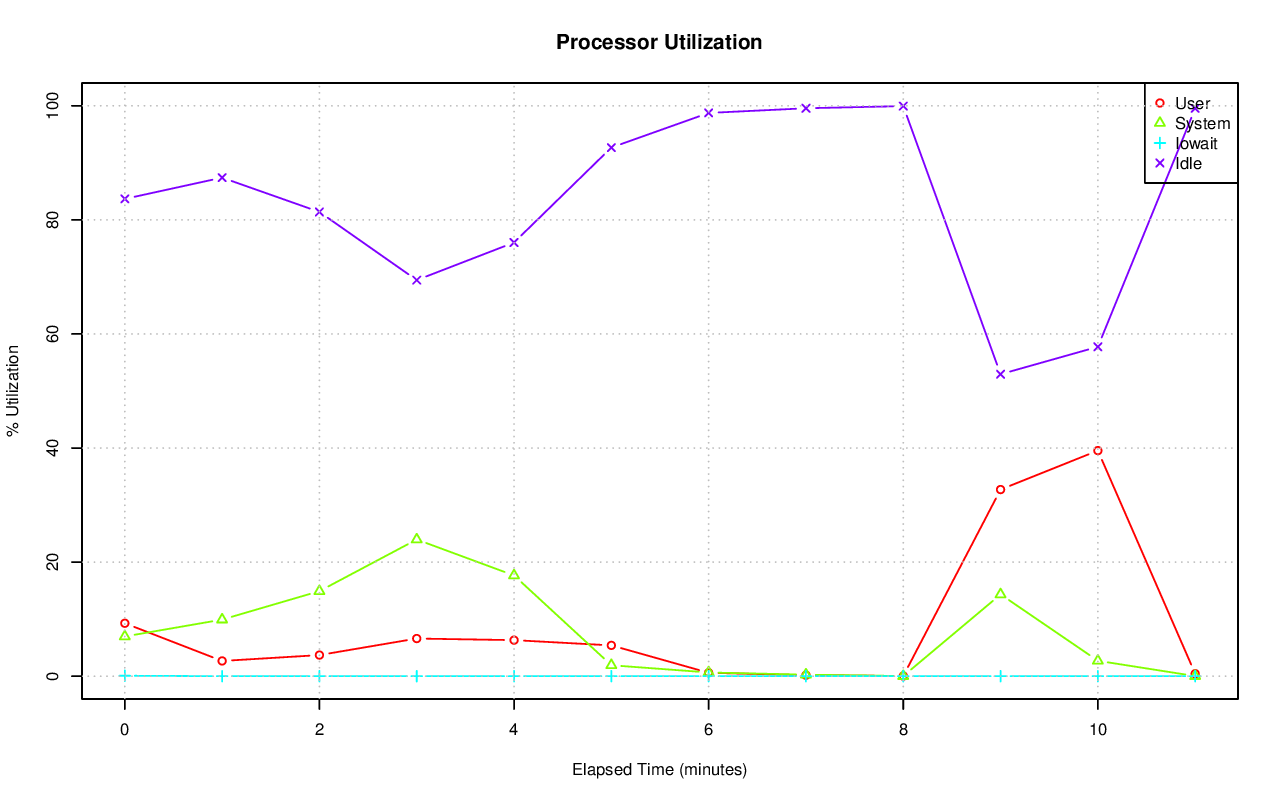 Processor Utilization
% Utilization
100
80
60
40
20
0
User
System
Iowait
Idle
0 2 4 6 8 10
Elapsed Time (minutes)